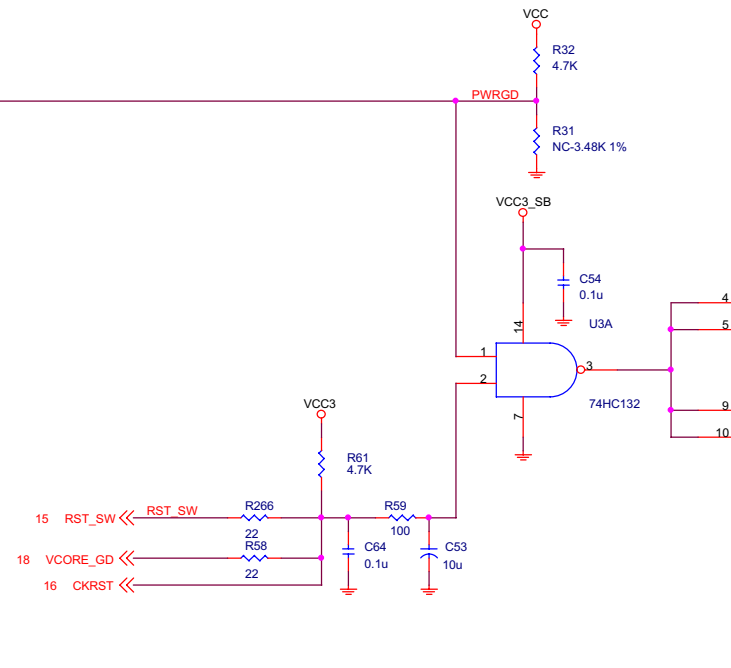 VCC
R32
4.7K
PWRGD
R31
NC-3.48K 1%
VCC3_SB
C54
0.1u
4
14
U3A
5
1
3
2
74HC132
9
7
10
VCC3
R61
4.7K
15 RST_SW
RST_SW
R266
22
R59
100
C64
0.1u
C53
10u
18 VCORE_GD
R58
22
16 CKRST